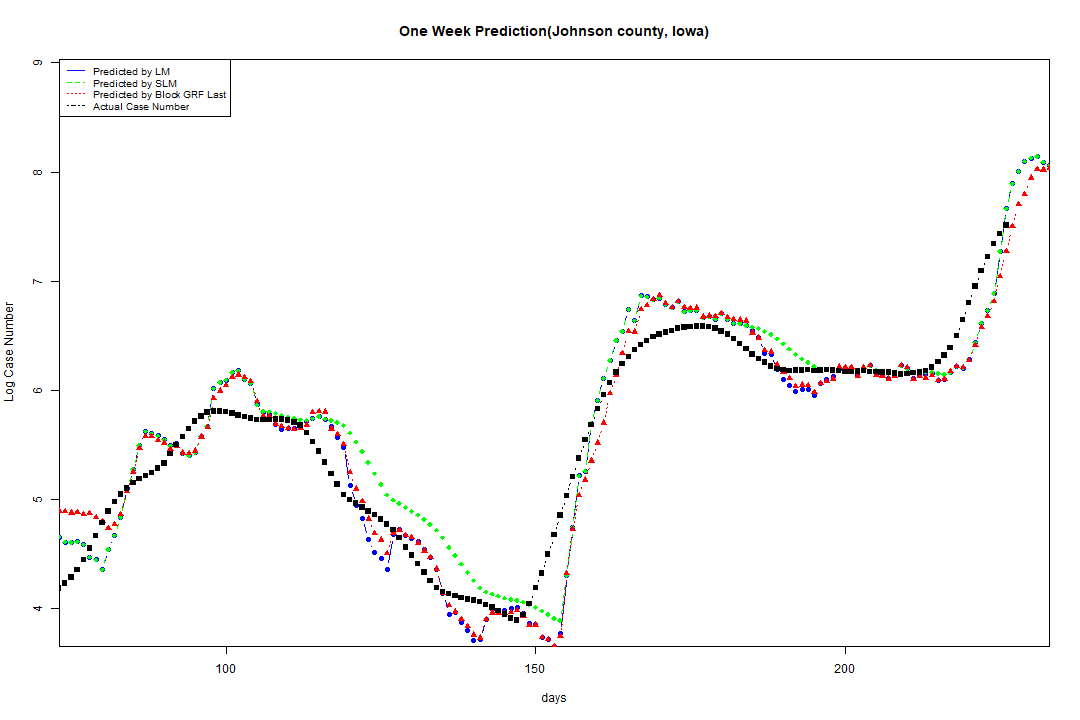 One Week Prediction(Johnson county, Iowa)
Predicted by LM
Predicted by SLM
Predicted by Block GRF Last
Actual Case Number
9
8
7
6
5
4
Log Case Number
100 150 200
days